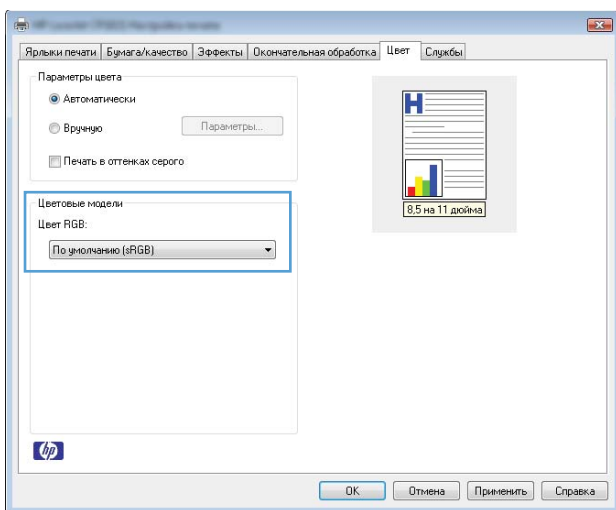 Ярлыки печати
Бумага/качество
Эффекты
Окончательная обработка
Цвет
Службы
Параметры цвета
Автоматически
Вручную
Параметры...
Печать в оттенках серого
H
8,5 на 11 дюйма
Цветовые модели
Цвет RGB:
По умолчанию (sRGB)
hp
OK
Отмена
Применить
Справка